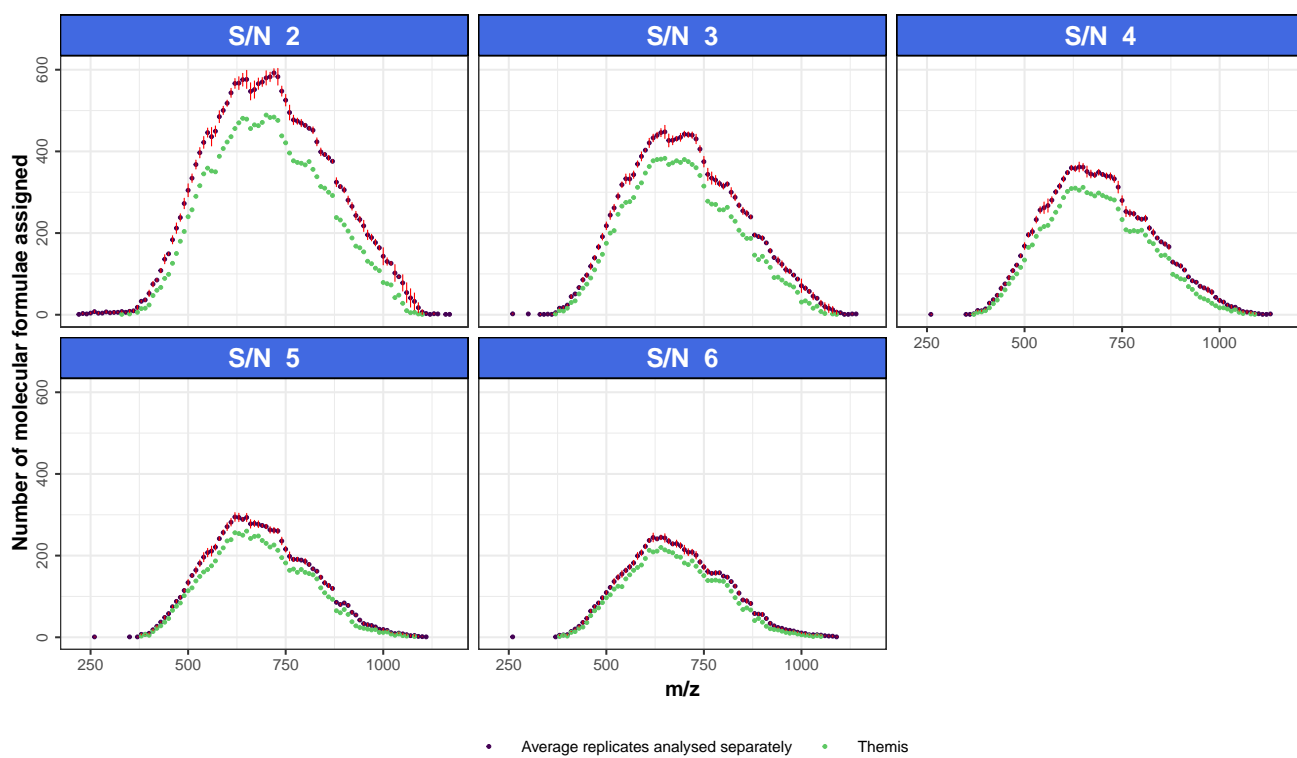 S/N 2
S/N 3
S/N 4
600
400
200
0
250
500
750
1000
S/N 5
S/N 6
600
400
200
0
250
500
750
1000
250
500
750
1000
Number of molecular formulae assigned
m/z
Average replicates analysed separately
Themis